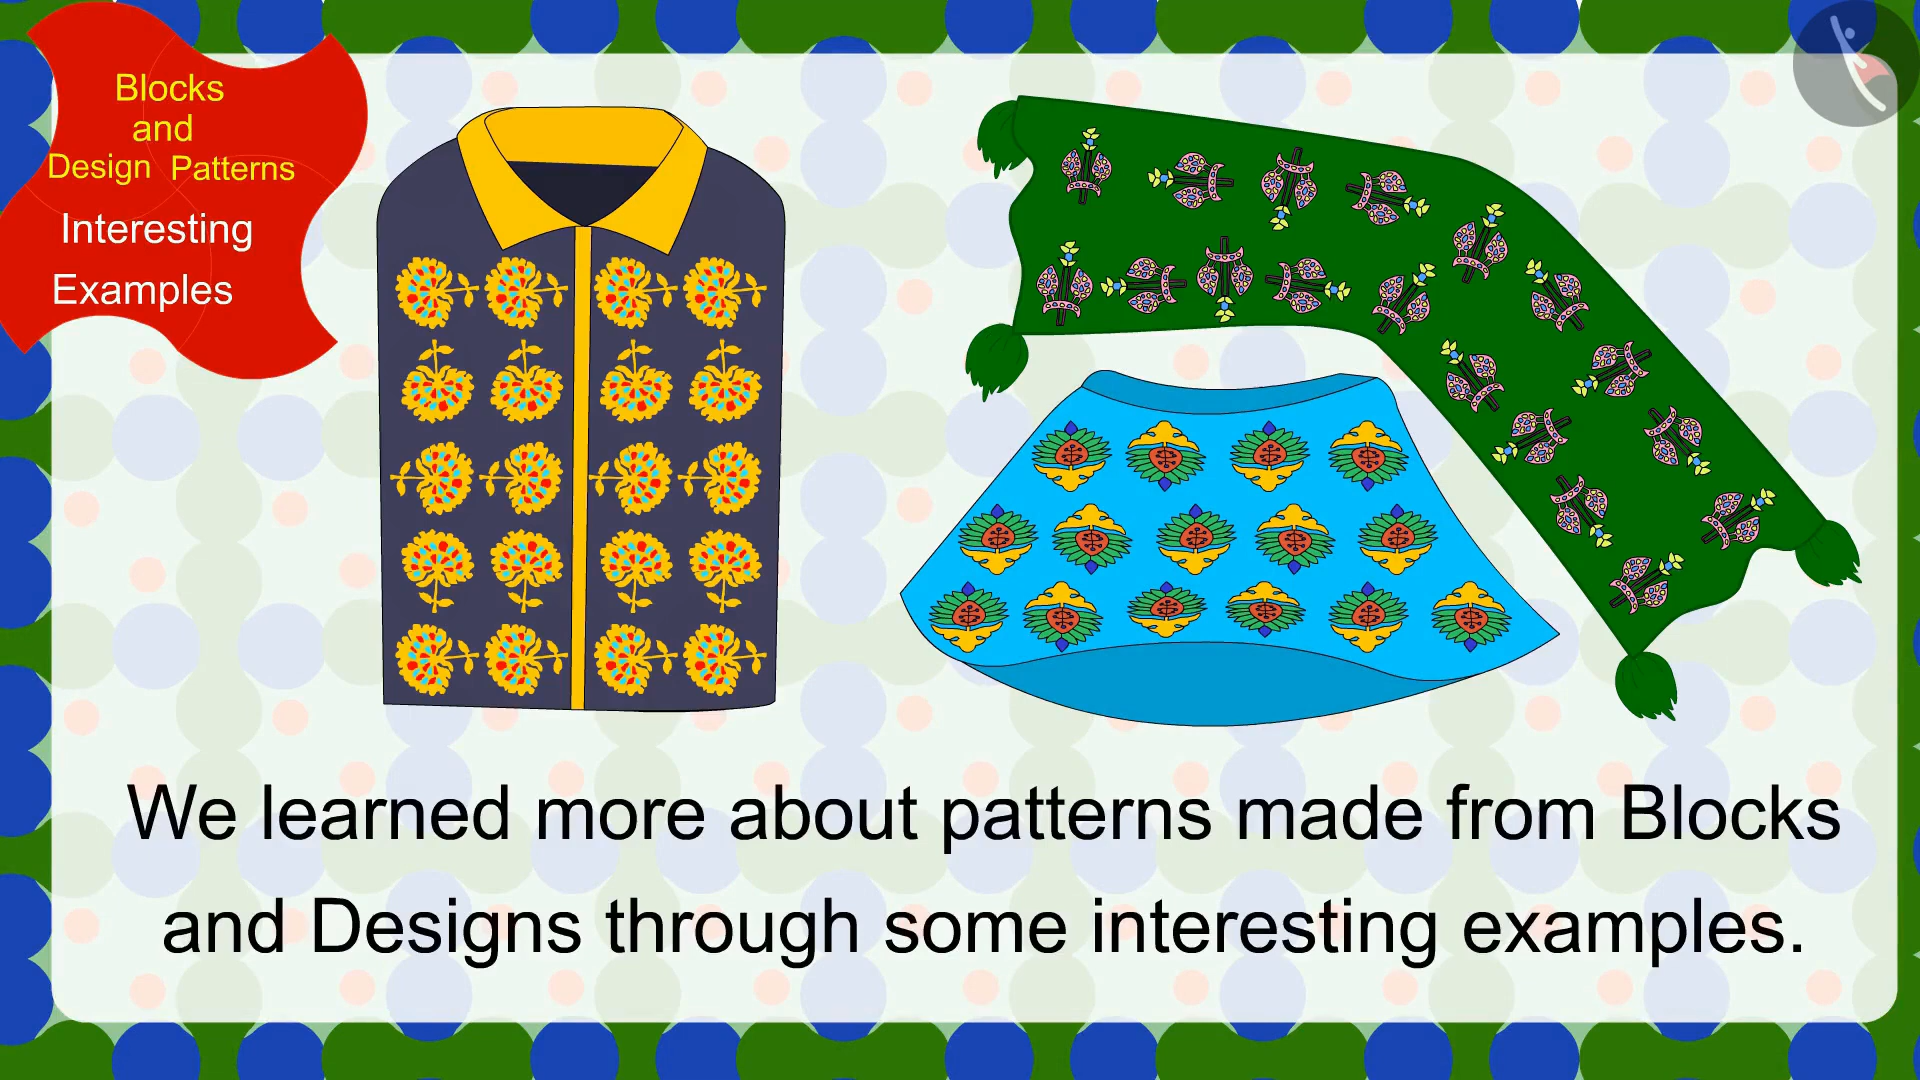 Blocks
and
Design Patterns
Interesting
Examples
We learned more about patterns made from Blocks
and Designs through some interesting examples.